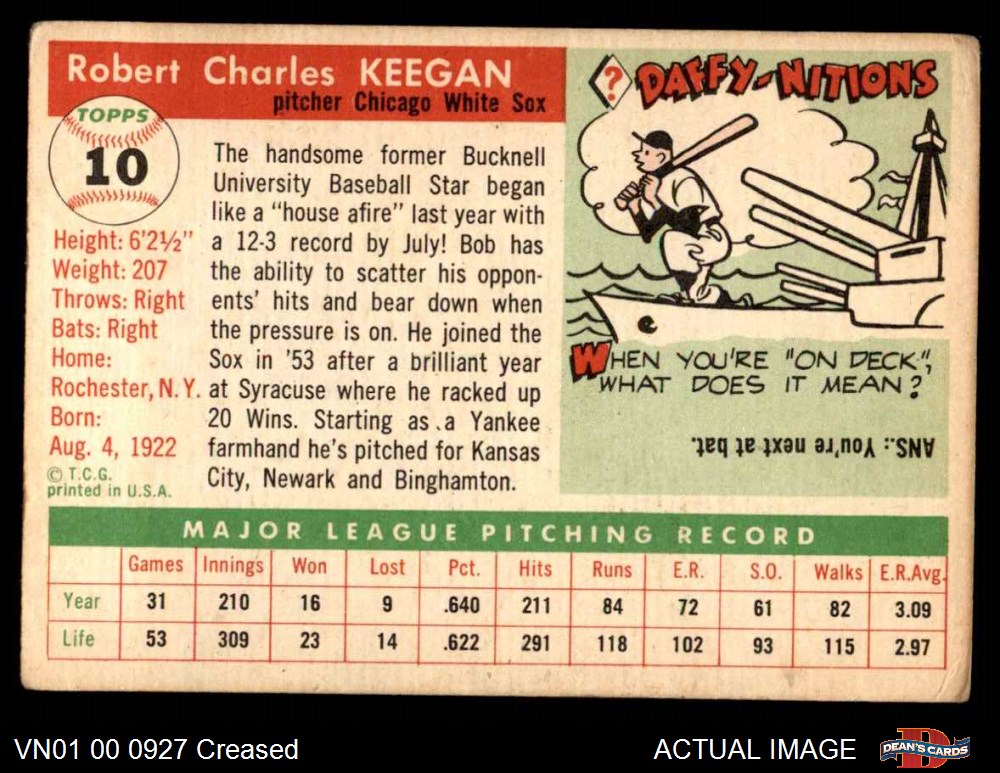 Robert Charles KEEGAN
pitcher Chicago White Sox
TOPPS
10
Height: 6'2½"
Weight: 207
Throws: Right
Bats: Right
Home:
Rochester, N.Y.
Born:
Aug. 4, 1922
© T.C.G.
printed in U.S.A.
The handsome former Bucknell
University Baseball Star began
like a "house afire" last year with
a 12-3 record by July! Bob has
the ability to scatter his oppon-
ents' hits and bear down when
the pressure is on. He joined the
Sox in '53 after a brilliant year
at Syracuse where he racked up
20 Wins. Starting as a Yankee
farmhand he's pitched for Kansas
City, Newark and Binghamton.
? DAFFY-NITIONS
WHEN YOU'RE "ON DECK",
WHAT DOES IT MEAN?
ANS.: You're next at bat.
MAJOR LEAGUE PITCHING RECORD
Games Innings Won Lost Pct. Hits Runs E.R. S.O. Walks E.R.Avg.
Year 31 210 16 9 .640 211 84 72 61 82 3.09
Life 53 309 23 14 .622 291 118 102 93 115 2.97
VN01 00 0927 Creased
ACTUAL IMAGE
DEAN'S CARDS